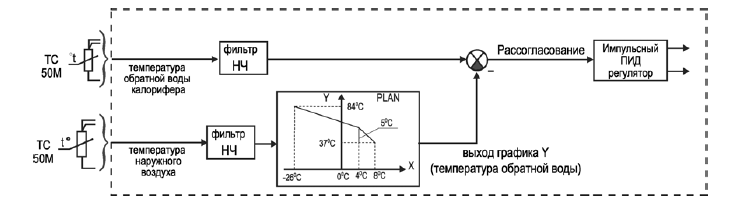 ТС
50М
t
температура
обратной воды
калорифера
фильтр
НЧ
Рассогласование
Импульсный
ПИД
регулятор
–
ТС
50М
t°
температура
наружного
воздуха
фильтр
НЧ
Y
84°C
PLAN
5°C
37°C
X
-26°C
0°C
4°C
8°C
выход графика Y
(температура обратной воды)